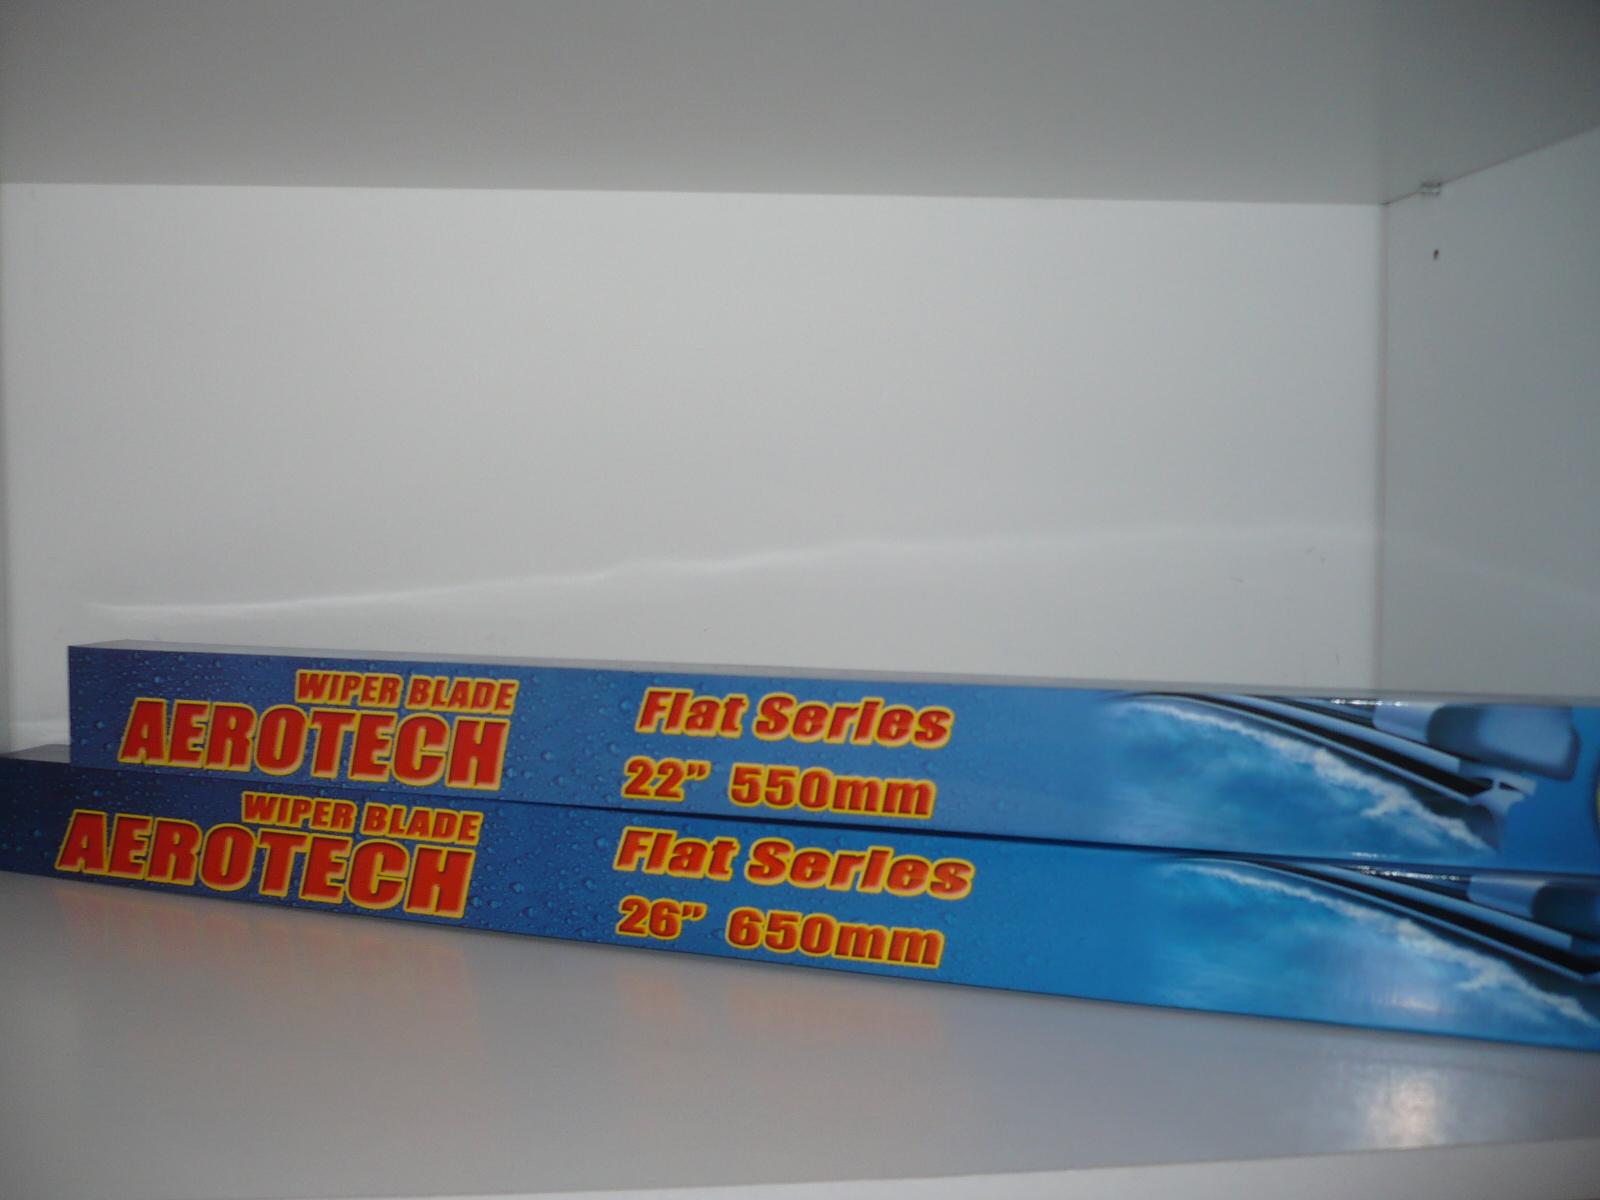 WIPER BLADE
AEROTECH
Flat Series
22” 550mm
WIPER BLADE
AEROTECH
Flat Series
26” 650mm